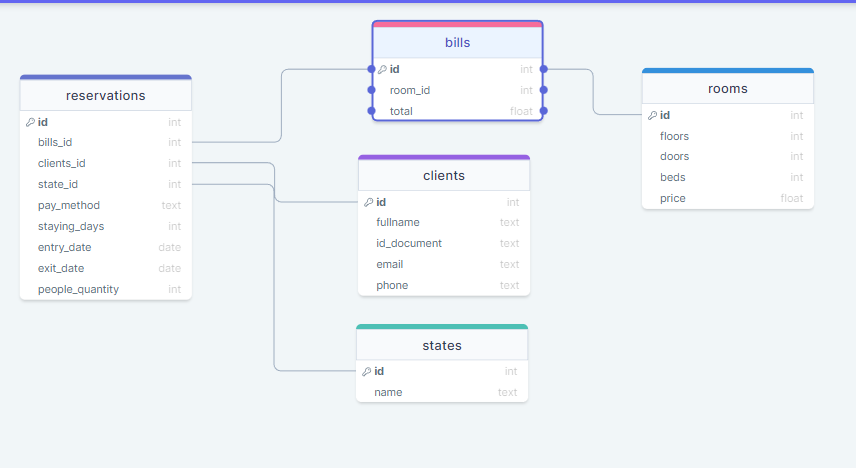 bills
id int
room_id int
total float
reservations
id int
bills_id int
clients_id int
state_id int
pay_method text
staying_days int
entry_date date
exit_date date
people_quantity int
rooms
id int
floors int
doors int
beds int
price float
clients
id int
fullname text
id_document text
email text
phone text
states
id int
name text